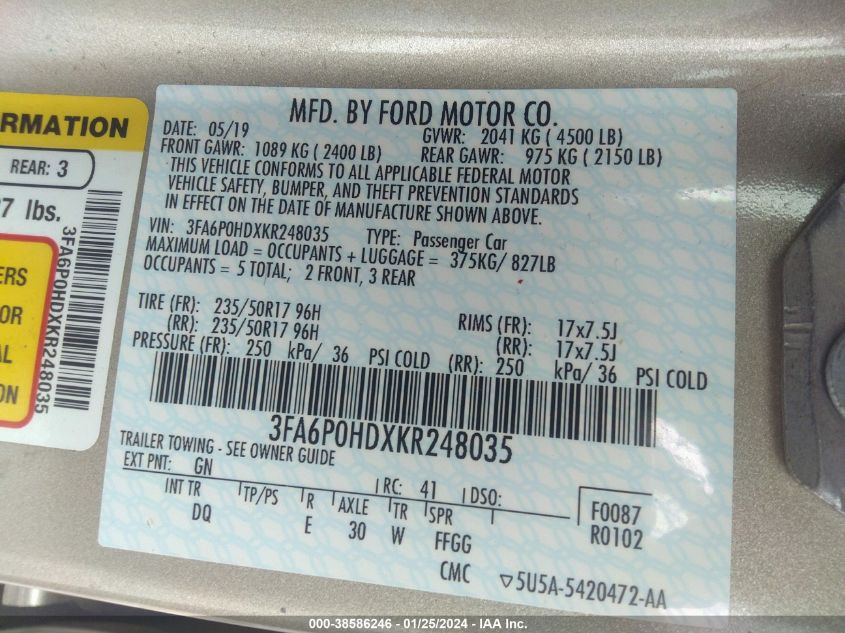 RMATION
REAR: 3
7 lbs.
3FA6P0HDXKR248035
ERS
OR
AL
ON
MFD. BY FORD MOTOR CO.
DATE: 05/19 GVWR: 2041 KG ( 4500 LB)
FRONT GAWR: 1089 KG ( 2400 LB) REAR GAWR: 975 KG ( 2150 LB)
THIS VEHICLE CONFORMS TO ALL APPLICABLE FEDERAL MOTOR
VEHICLE SAFETY, BUMPER, AND THEFT PREVENTION STANDARDS
IN EFFECT ON THE DATE OF MANUFACTURE SHOWN ABOVE.
VIN: 3FA6P0HDXKR248035 TYPE: Passenger Car
MAXIMUM LOAD = OCCUPANTS + LUGGAGE = 375KG/ 827LB
OCCUPANTS = 5 TOTAL; 2 FRONT, 3 REAR
TIRE (FR): 235/50R17 96H RIMS (FR): 17x7.5J
(RR): 235/50R17 96H (RR): 17x7.5J
PRESSURE (FR): 250 kPa/ 36 PSI COLD (RR): 250 kPa/ 36 PSI COLD
3FA6P0HDXKR248035
TRAILER TOWING - SEE OWNER GUIDE
EXT PNT: GN RC: 41 DSO:
INT TR TP/PS R AXLE TR SPR F0087
DQ E 30 W FFGG R0102
CMC ▽5U5A-5420472-AA
000-38586246 - 01/25/2024 - IAA Inc.